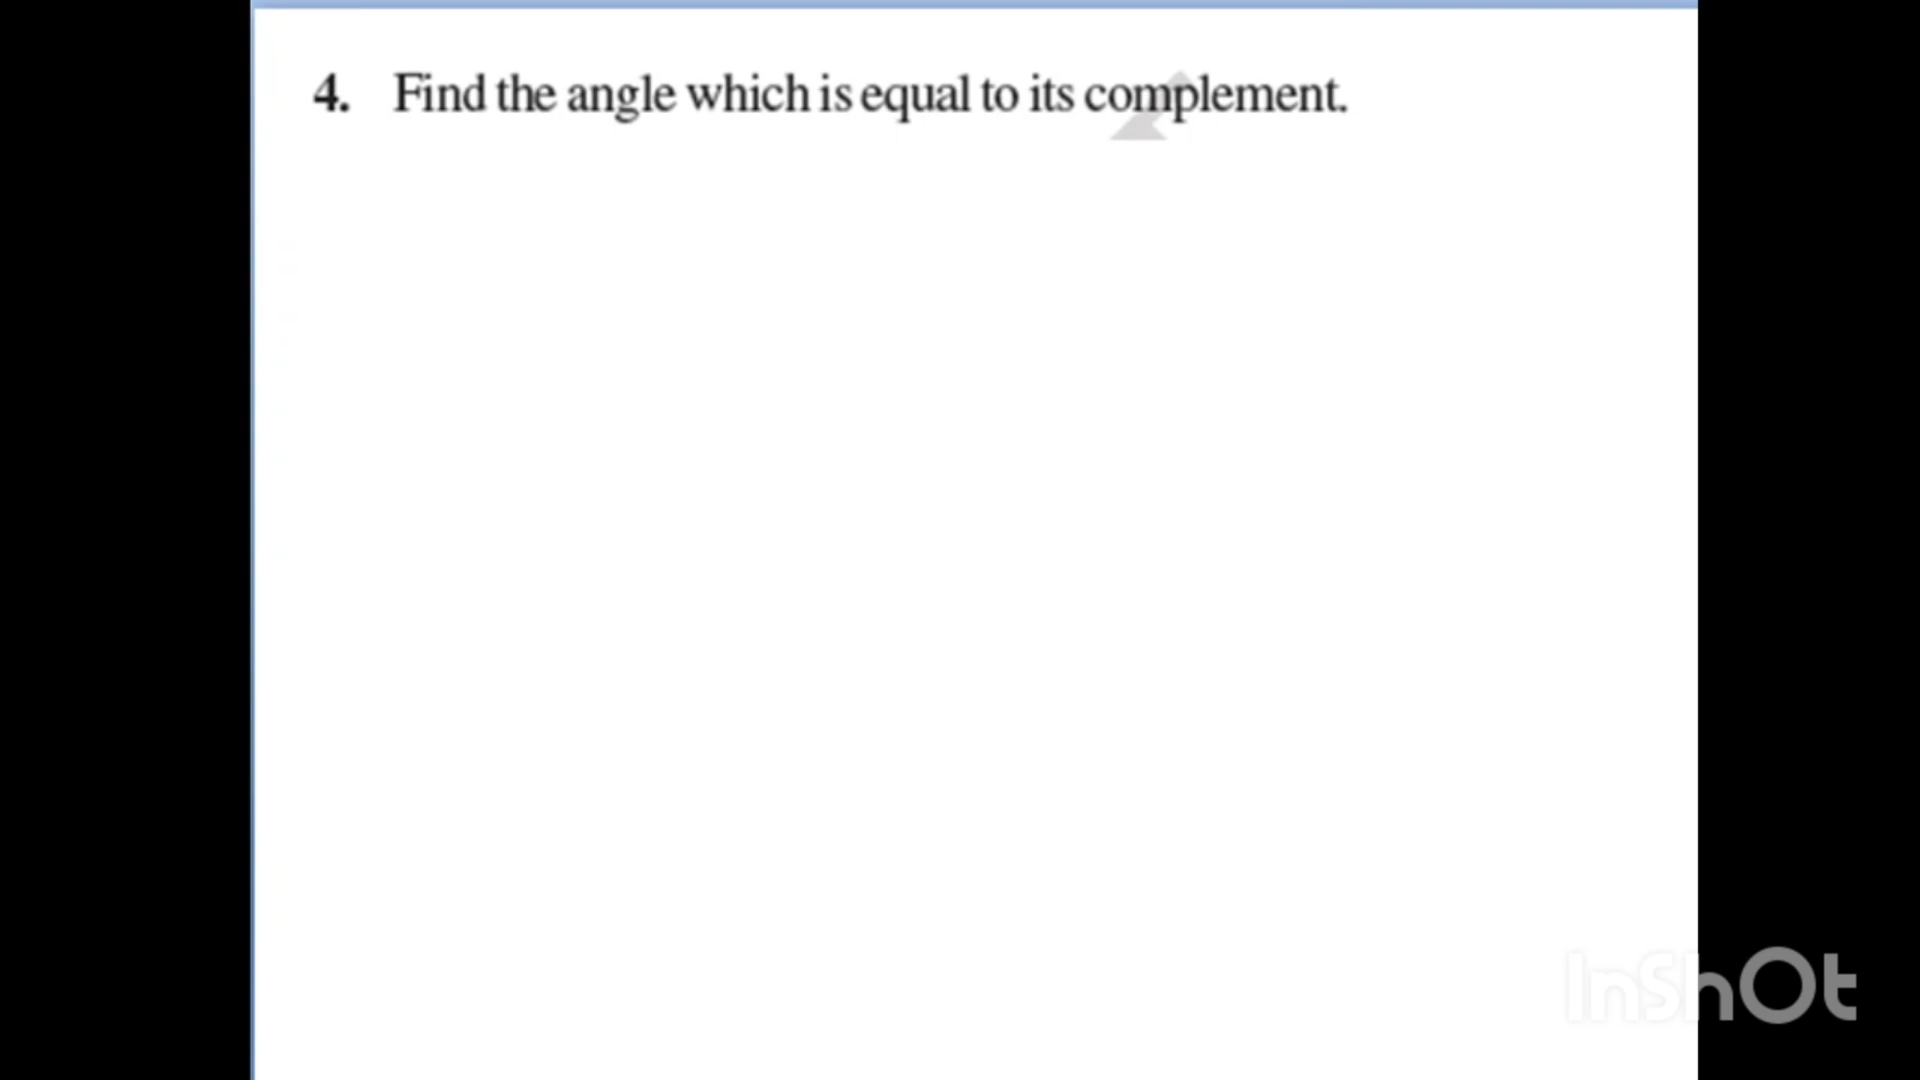 4. Find the angle which is equal to its complement.
InShOt